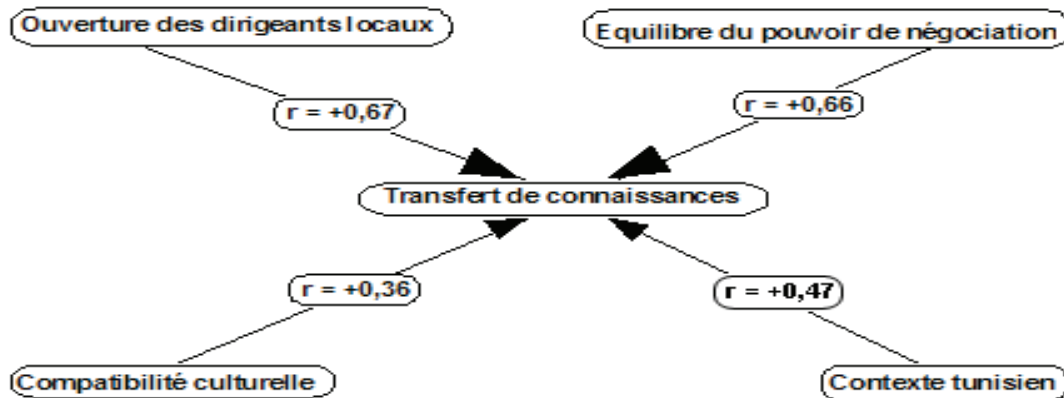 Ouverture des dirigeants locaux
Equilibre du pouvoir de négociation
r = +0,67
r = +0,66
Transfert de connaissances
r = +0,36
r = +0,47
Compatibilité culturelle
Contexte tunisien